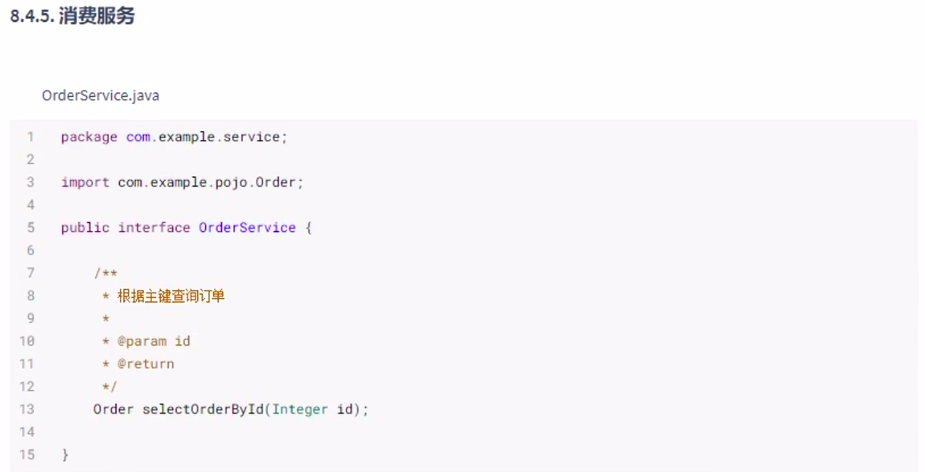 8.4.5. 消费服务
OrderService.java
1 package com.example.service;
2
3 import com.example.pojo.Order;
4
5 public interface OrderService {
6
7     /**
8      * 根据主键查询订单
9      *
10      * @param id
11      * @return
12      */
13     Order selectOrderById(Integer id);
14
15 }